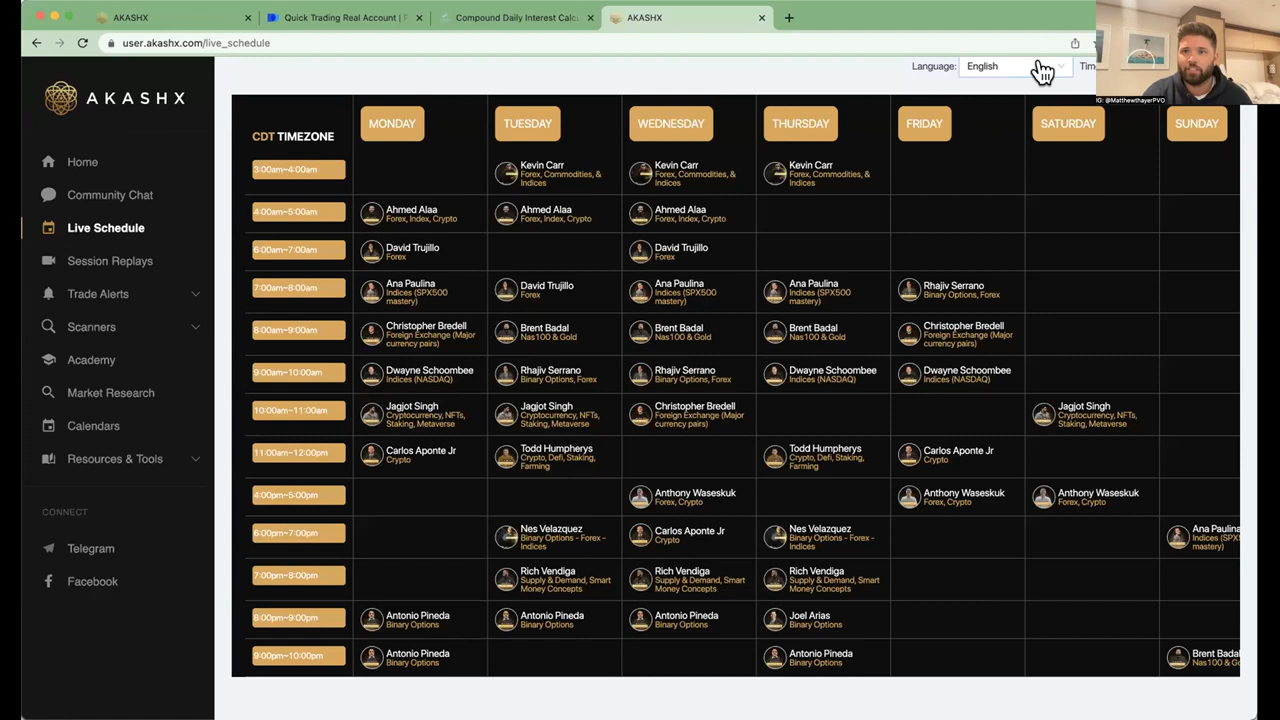 AKASHX
Quick Trading Real Account | P
Compound Daily Interest Calcu
AKASHX
user.akashx.com/live_schedule
Language: English Time
IG: @MatthewthayerPVO
AKASHX
Home
Community Chat
Live Schedule
Session Replays
Trade Alerts
Scanners
Academy
Market Research
Calendars
Resources & Tools
CONNECT
Telegram
Facebook
CDT TIMEZONE
MONDAY
TUESDAY
WEDNESDAY
THURSDAY
FRIDAY
SATURDAY
SUNDAY
3:00am~4:00am
Kevin Carr
Forex, Commodities, &
Indices
Kevin Carr
Forex, Commodities, &
Indices
Kevin Carr
Forex, Commodities, &
Indices
4:00am~5:00am
Ahmed Alaa
Forex, Index, Crypto
Ahmed Alaa
Forex, Index, Crypto
Ahmed Alaa
Forex, Index, Crypto
6:00am~7:00am
David Trujillo
Forex
David Trujillo
Forex
7:00am~8:00am
Ana Paulina
Indices (SPX500
mastery)
David Trujillo
Forex
Ana Paulina
Indices (SPX500
mastery)
Ana Paulina
Indices (SPX500
mastery)
Rhajiv Serrano
Binary Options, Forex
8:00am~9:00am
Christopher Bredell
Foreign Exchange (Major
currency pairs)
Brent Badal
Nas100 & Gold
Brent Badal
Nas100 & Gold
Brent Badal
Nas100 & Gold
Christopher Bredell
Foreign Exchange (Major
currency pairs)
9:00am~10:00am
Dwayne Schoombee
Indices (NASDAQ)
Rhajiv Serrano
Binary Options, Forex
Rhajiv Serrano
Binary Options, Forex
Dwayne Schoombee
Indices (NASDAQ)
Dwayne Schoombee
Indices (NASDAQ)
10:00am~11:00am
Jagjot Singh
Cryptocurrency, NFTs,
Staking, Metaverse
Jagjot Singh
Cryptocurrency, NFTs,
Staking, Metaverse
Christopher Bredell
Foreign Exchange (Major
currency pairs)
Jagjot Singh
Cryptocurrency, NFTs,
Staking, Metaverse
11:00am~12:00pm
Carlos Aponte Jr
Crypto
Todd Humpherys
Crypto, Defi, Staking,
Farming
Todd Humpherys
Crypto, Defi, Staking,
Farming
Carlos Aponte Jr
Crypto
4:00pm~5:00pm
Anthony Waseskuk
Forex, Crypto
Anthony Waseskuk
Forex, Crypto
Anthony Waseskuk
Forex, Crypto
6:00pm~7:00pm
Nes Velazquez
Binary Options - Forex -
Indices
Carlos Aponte Jr
Crypto
Nes Velazquez
Binary Options - Forex -
Indices
Ana Paulina
Indices (SPX5
mastery)
7:00pm~8:00pm
Rich Vendiga
Supply & Demand, Smart
Money Concepts
Rich Vendiga
Supply & Demand, Smart
Money Concepts
Rich Vendiga
Supply & Demand, Smart
Money Concepts
8:00pm~9:00pm
Antonio Pineda
Binary Options
Antonio Pineda
Binary Options
Antonio Pineda
Binary Options
Joel Arias
Binary Options
9:00pm~10:00pm
Antonio Pineda
Binary Options
Antonio Pineda
Binary Options
Brent Badal
Nas100 & Go